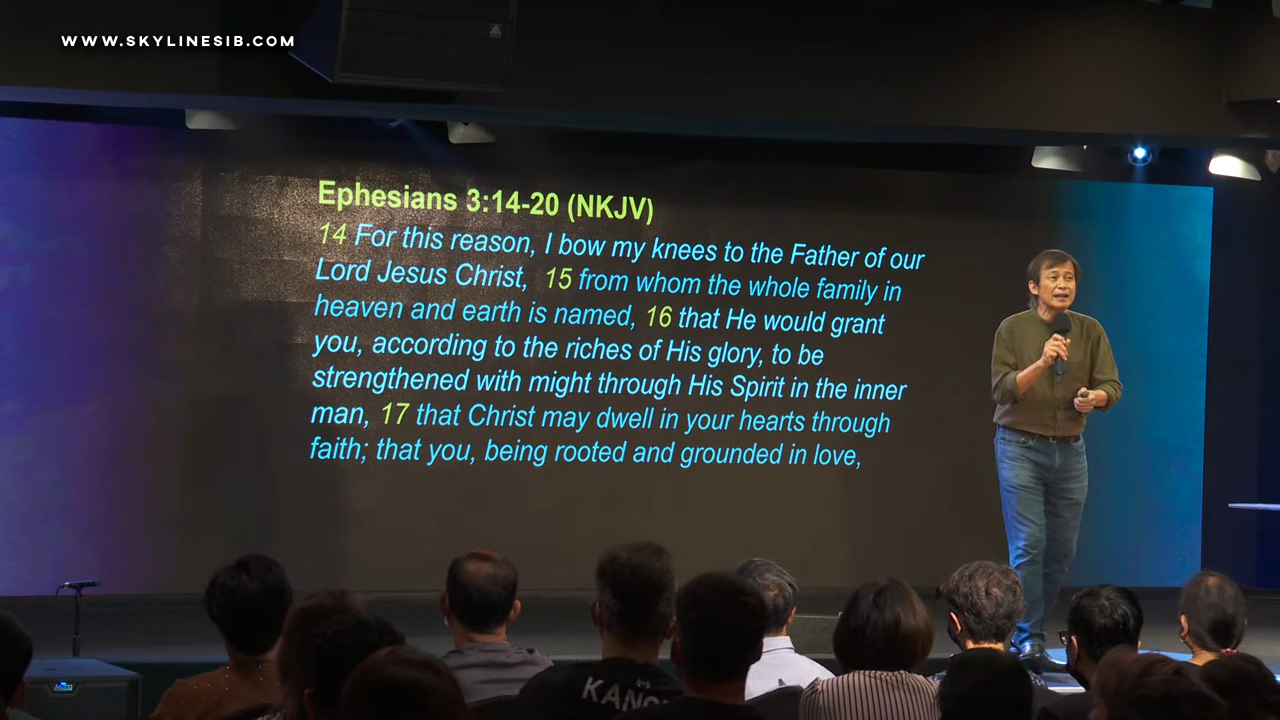 WWW.SKYLINESIB.COM
Ephesians 3:14-20 (NKJV)
14 For this reason, I bow my knees to the Father of our
Lord Jesus Christ, 15 from whom the whole family in
heaven and earth is named, 16 that He would grant
you, according to the riches of His glory, to be
strengthened with might through His Spirit in the inner
man, 17 that Christ may dwell in your hearts through
faith; that you, being rooted and grounded in love,